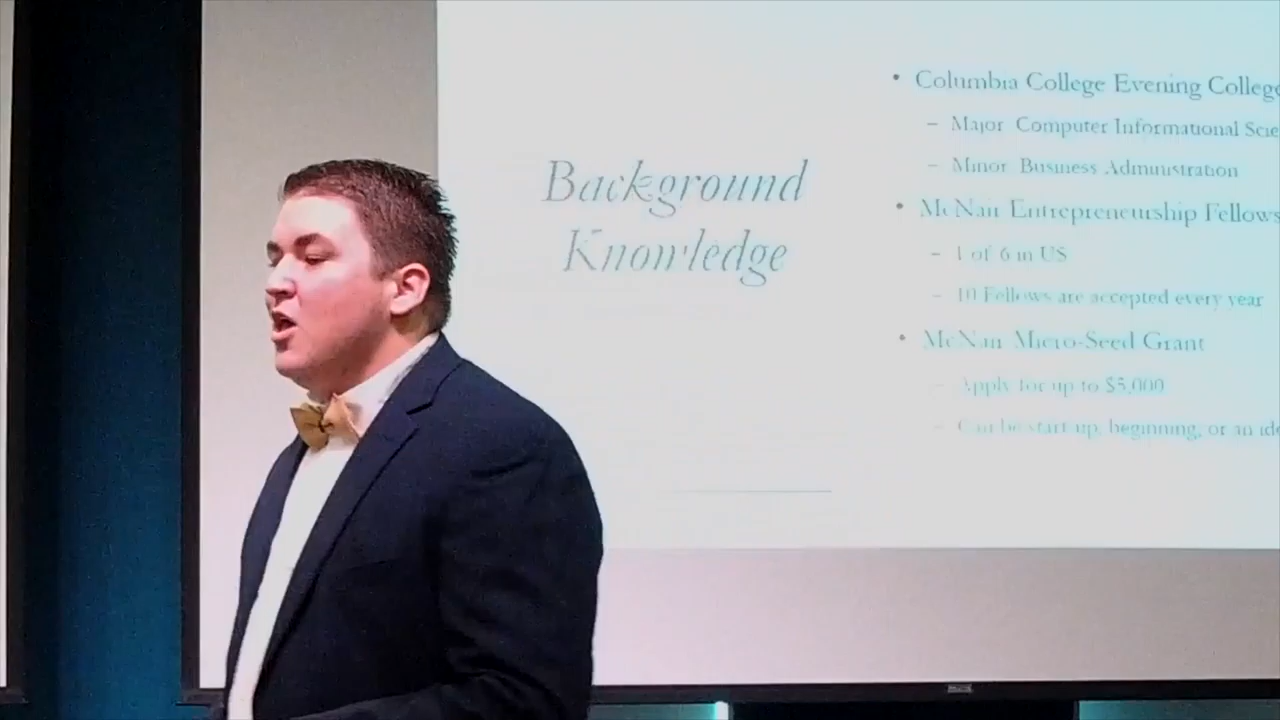 Background
Knowledge
• Columbia College Evening College
– Major Computer Informational Scie
– Minor Business Administration
• McNair Entrepreneurship Fellows
– 1 of 6 in US
– 10 Fellows are accepted every year
• McNair Micro-Seed Grant
– Apply for up to $5,000
– Can be start up, beginning, or an ide